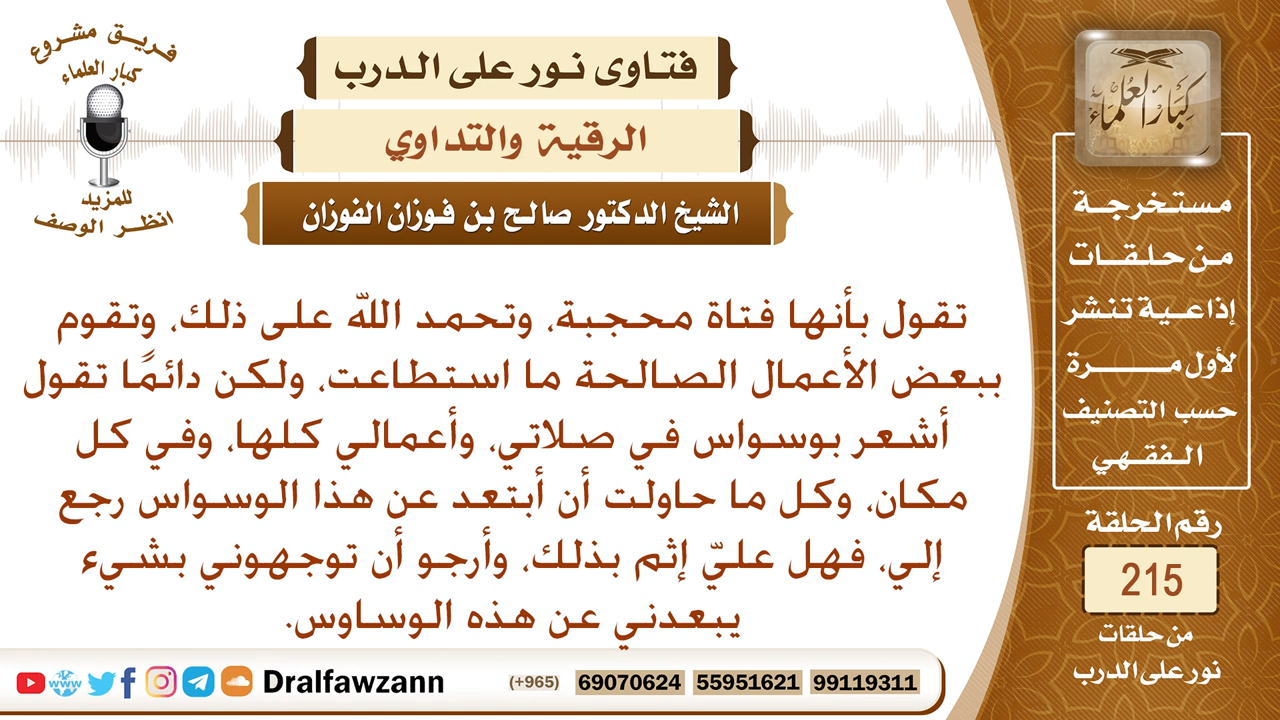 فريق مشروع
كبار العلماء
للمزيد
انظر الوصف
فتاوى نور على الدرب
الرقية والتداوي
الشيخ الدكتور صالح بن فوزان الفوزان
تقول بأنها فتاة محجبة، وتحمد الله على ذلك، وتقوم
ببعض الأعمال الصالحة ما استطاعت، ولكن دائمًا تقول
أشعر بوسواس في صلاتي، وأعمالي كلها، وفي كل
مكان، وكل ما حاولت أن أبتعد عن هذا الوسواس رجع
إلي، فهل عليّ إثم بذلك، وأرجو أن توجهوني بشيء
يبعدني عن هذه الوساوس.
كبار العلماء
مستخرجة
من حلقات
إذاعية تنشر
لأول مرة
حسب التصنيف
الفقهي
رقم الحلقة
215
من حلقات
نور على الدرب
Dralfawzann (+965) 69070624 55951621 99119311